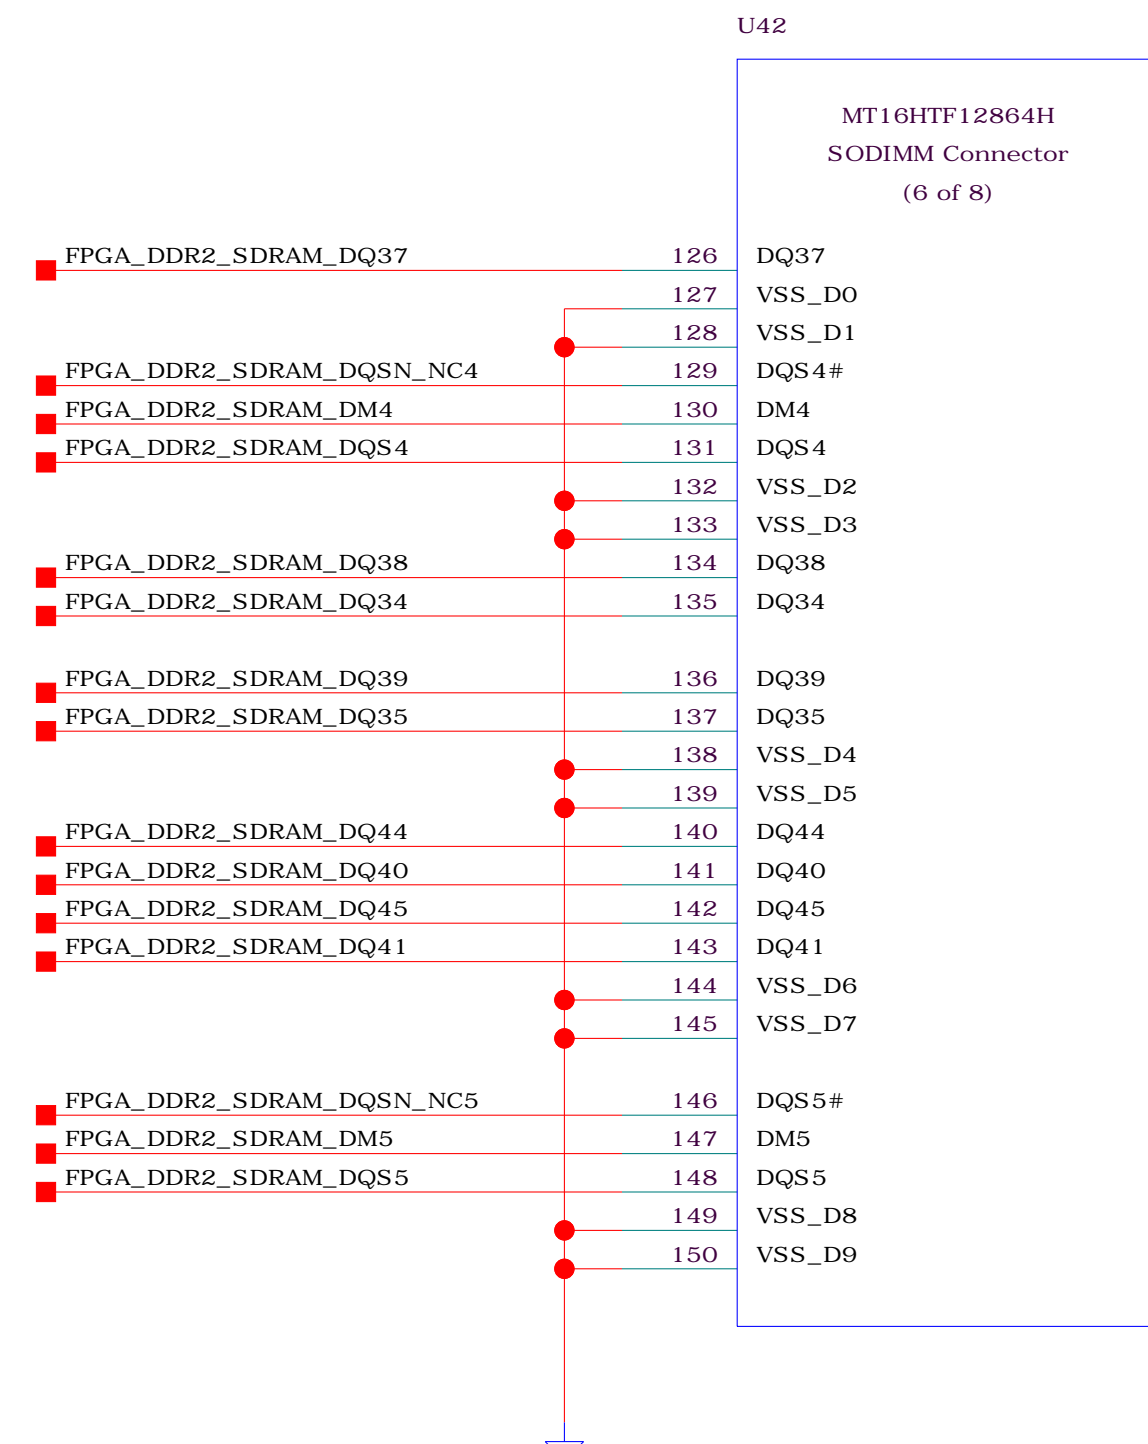 U42
MT16HTF12864H
SODIMM Connector
(6 of 8)
FPGA_DDR2_SDRAM_DQ37 126 DQ37
127 VSS_D0
128 VSS_D1
FPGA_DDR2_SDRAM_DQSN_NC4 129 DQS4#
FPGA_DDR2_SDRAM_DM4 130 DM4
FPGA_DDR2_SDRAM_DQS4 131 DQS4
132 VSS_D2
133 VSS_D3
FPGA_DDR2_SDRAM_DQ38 134 DQ38
FPGA_DDR2_SDRAM_DQ34 135 DQ34
FPGA_DDR2_SDRAM_DQ39 136 DQ39
FPGA_DDR2_SDRAM_DQ35 137 DQ35
138 VSS_D4
139 VSS_D5
FPGA_DDR2_SDRAM_DQ44 140 DQ44
FPGA_DDR2_SDRAM_DQ40 141 DQ40
FPGA_DDR2_SDRAM_DQ45 142 DQ45
FPGA_DDR2_SDRAM_DQ41 143 DQ41
144 VSS_D6
145 VSS_D7
FPGA_DDR2_SDRAM_DQSN_NC5 146 DQS5#
FPGA_DDR2_SDRAM_DM5 147 DM5
FPGA_DDR2_SDRAM_DQS5 148 DQS5
149 VSS_D8
150 VSS_D9